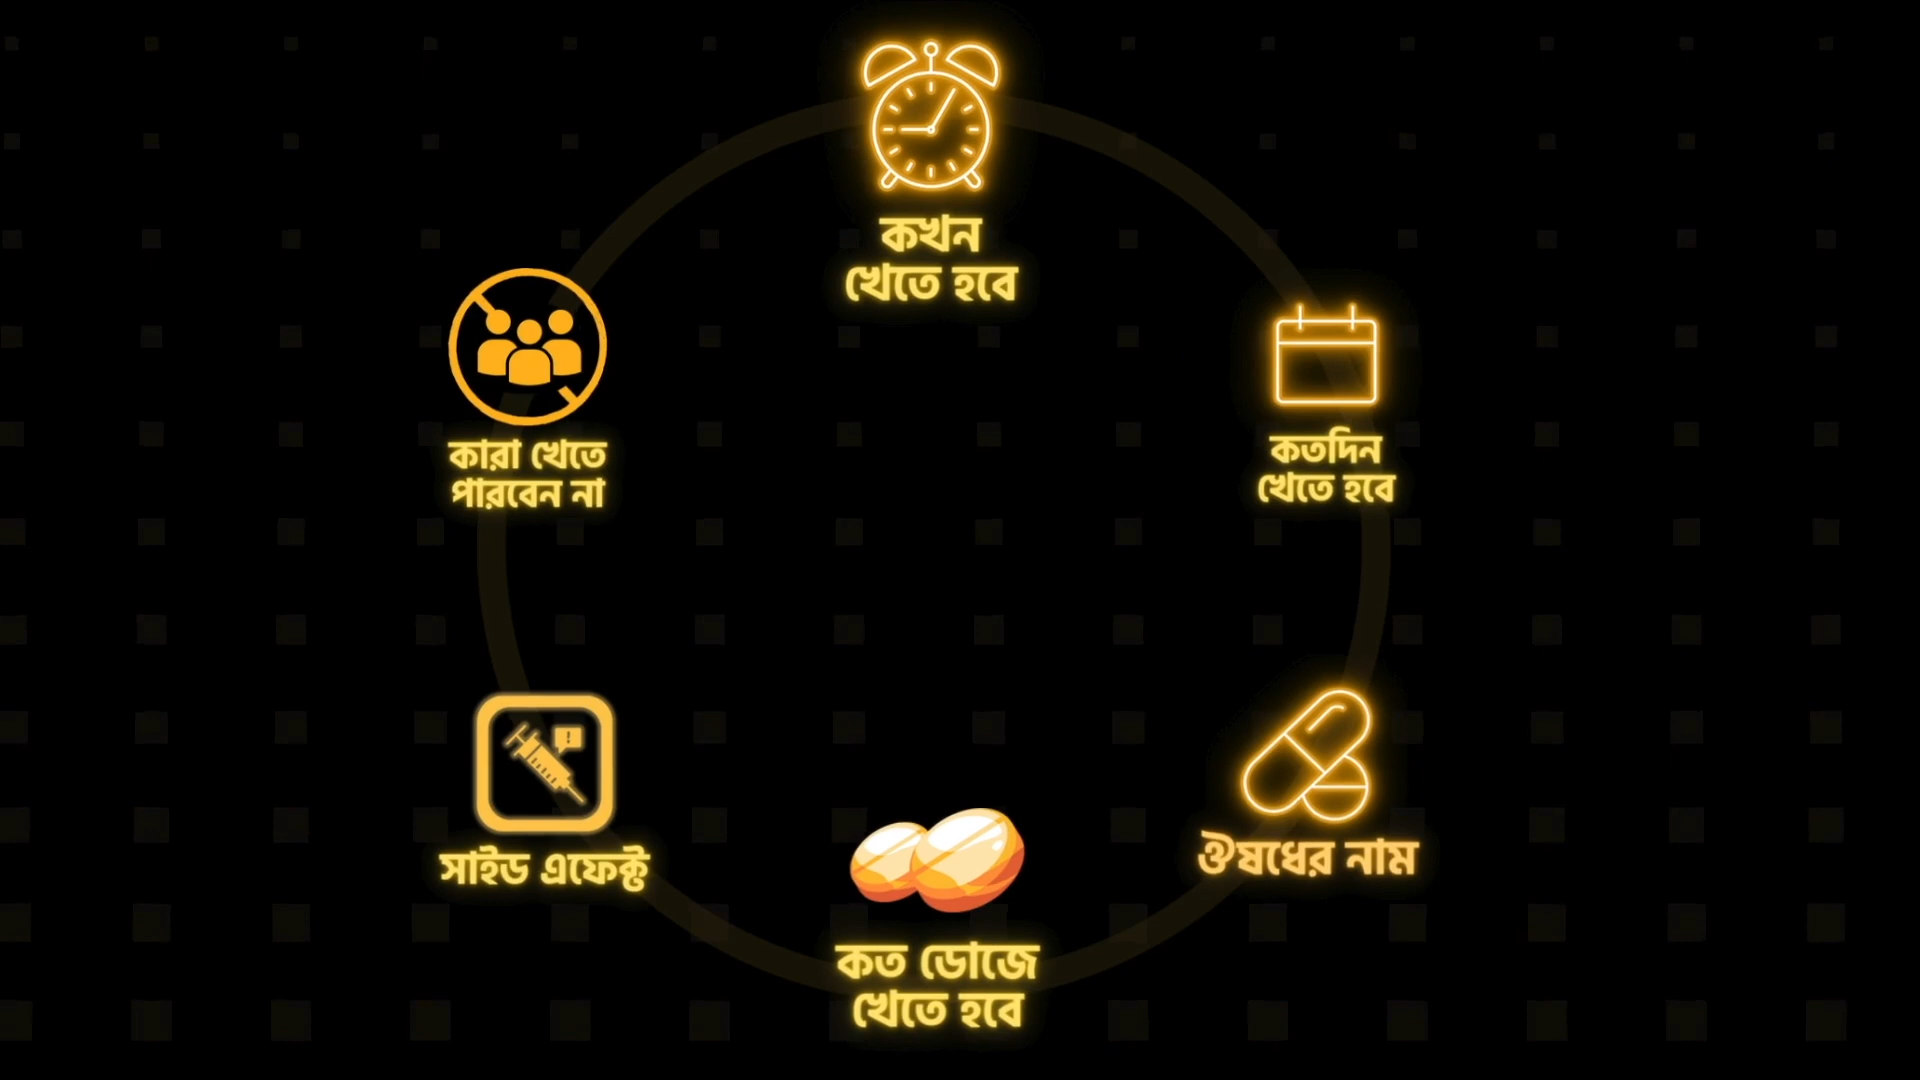 কখন
খেতে হবে
কারা খেতে
পারবেন না
কতদিন
খেতে হবে
সাইড এফেক্ট
ঔষধের নাম
কত ডোজে
খেতে হবে